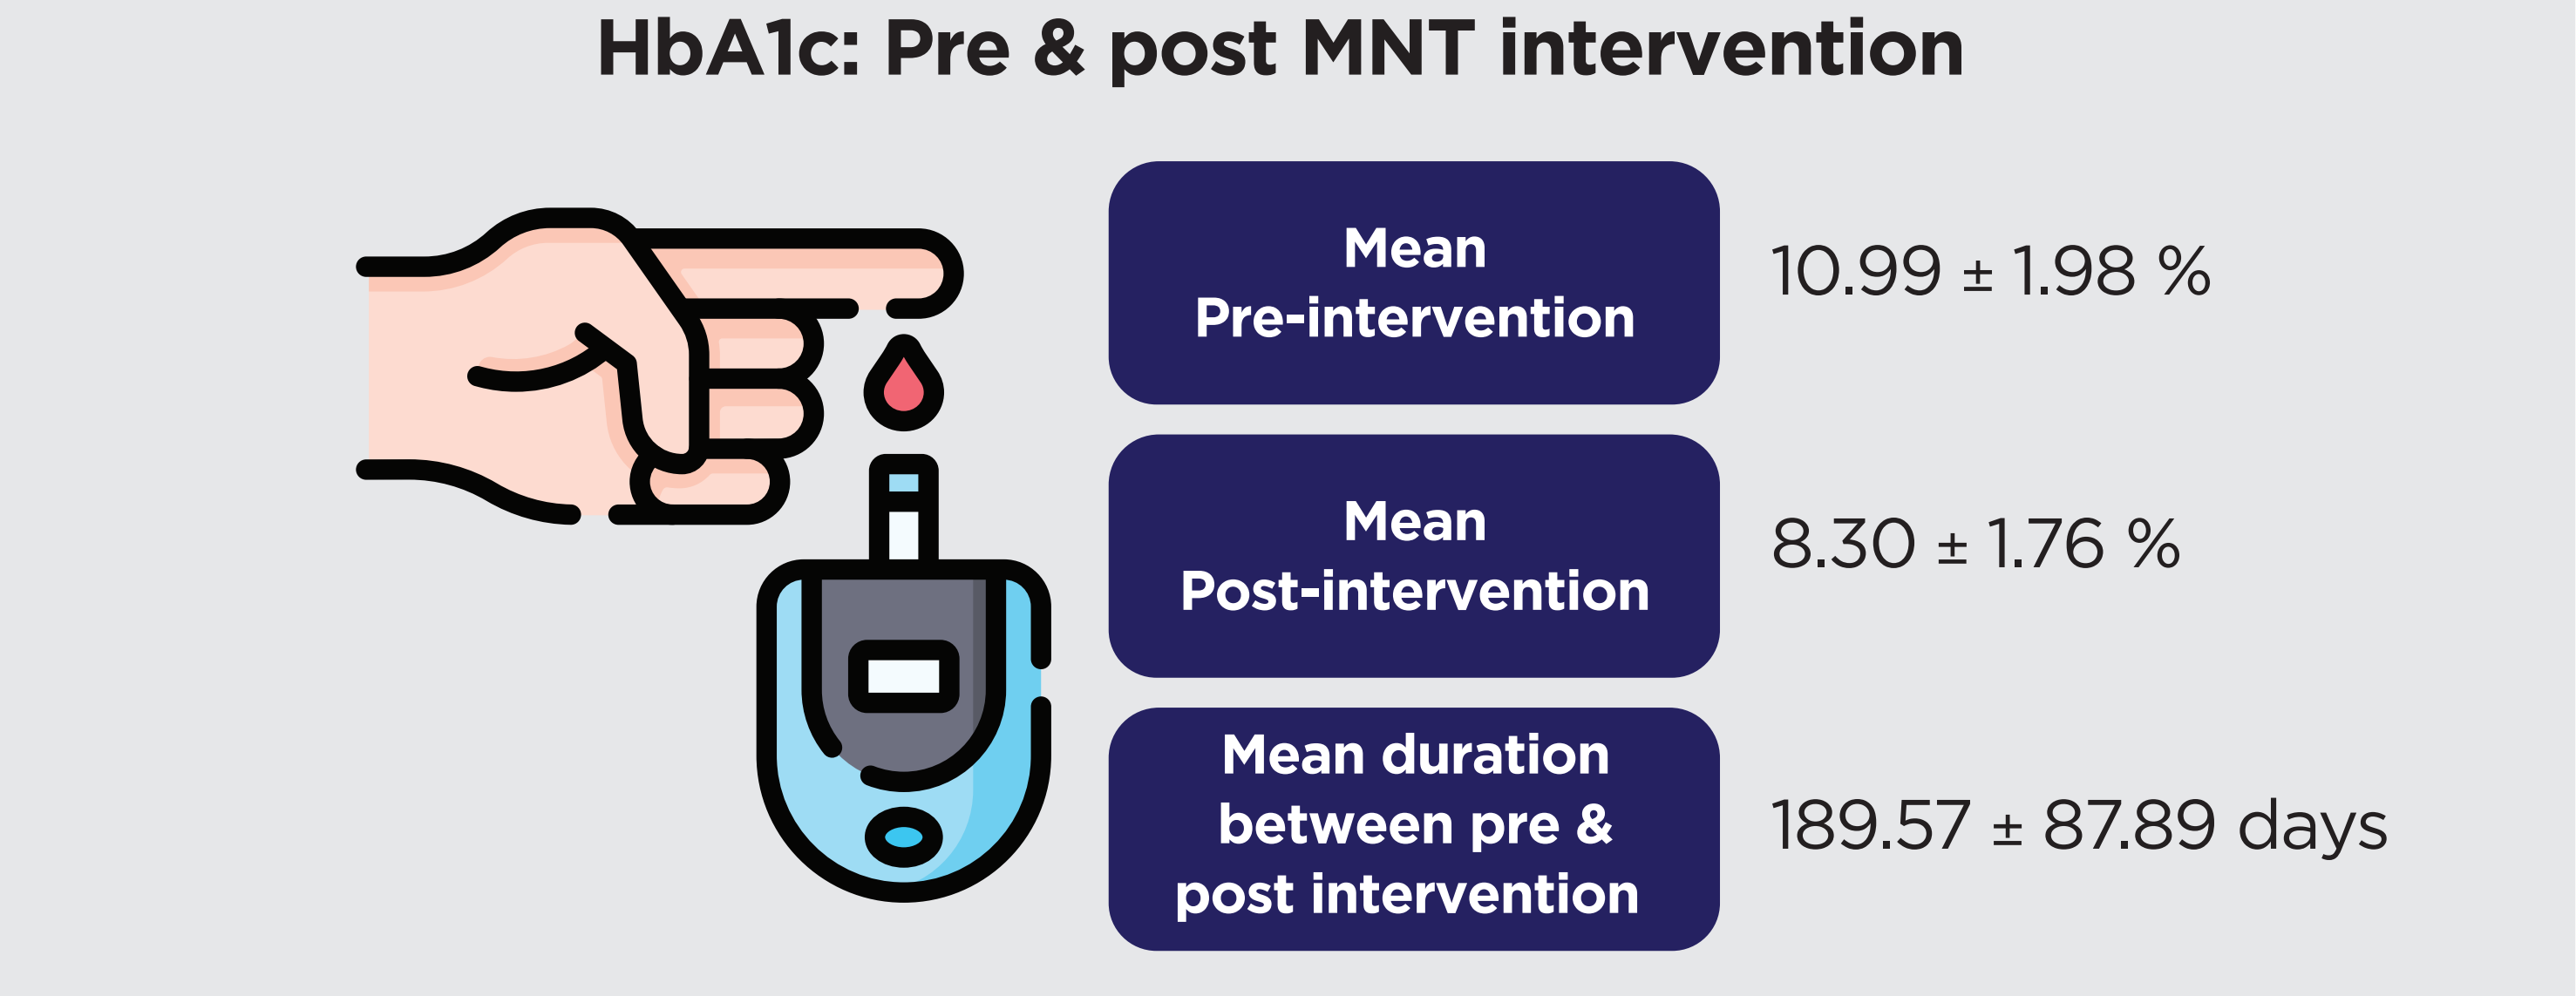 HbA1c: Pre & post MNT intervention
Mean
Pre-intervention
10.99 ± 1.98 %
Mean
Post-intervention
8.30 ± 1.76 %
Mean duration
between pre &
post intervention
189.57 ± 87.89 days